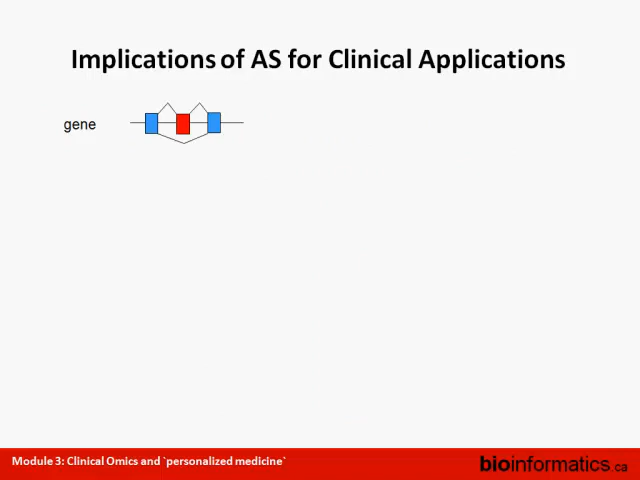 Implications of AS for Clinical Applications
gene
Module 3: Clinical Omics and `personalized medicine`
bioinformatics.ca